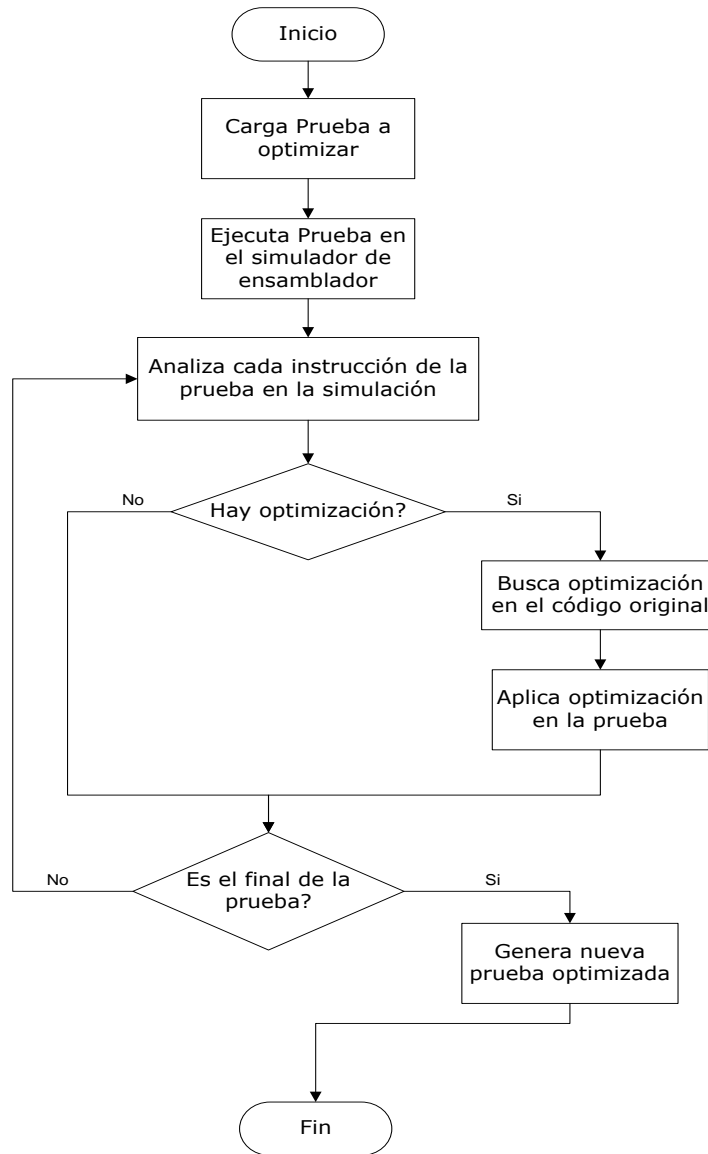 Inicio
Carga Prueba a
optimizar
Ejecuta Prueba en
el simulador de
ensamblador
Analiza cada instrucción de la
prueba en la simulación
No
Hay optimización?
Si
Busca optimización
en el código original
Aplica optimización
en la prueba
No
Es el final de la
prueba?
Si
Genera nueva
prueba optimizada
Fin